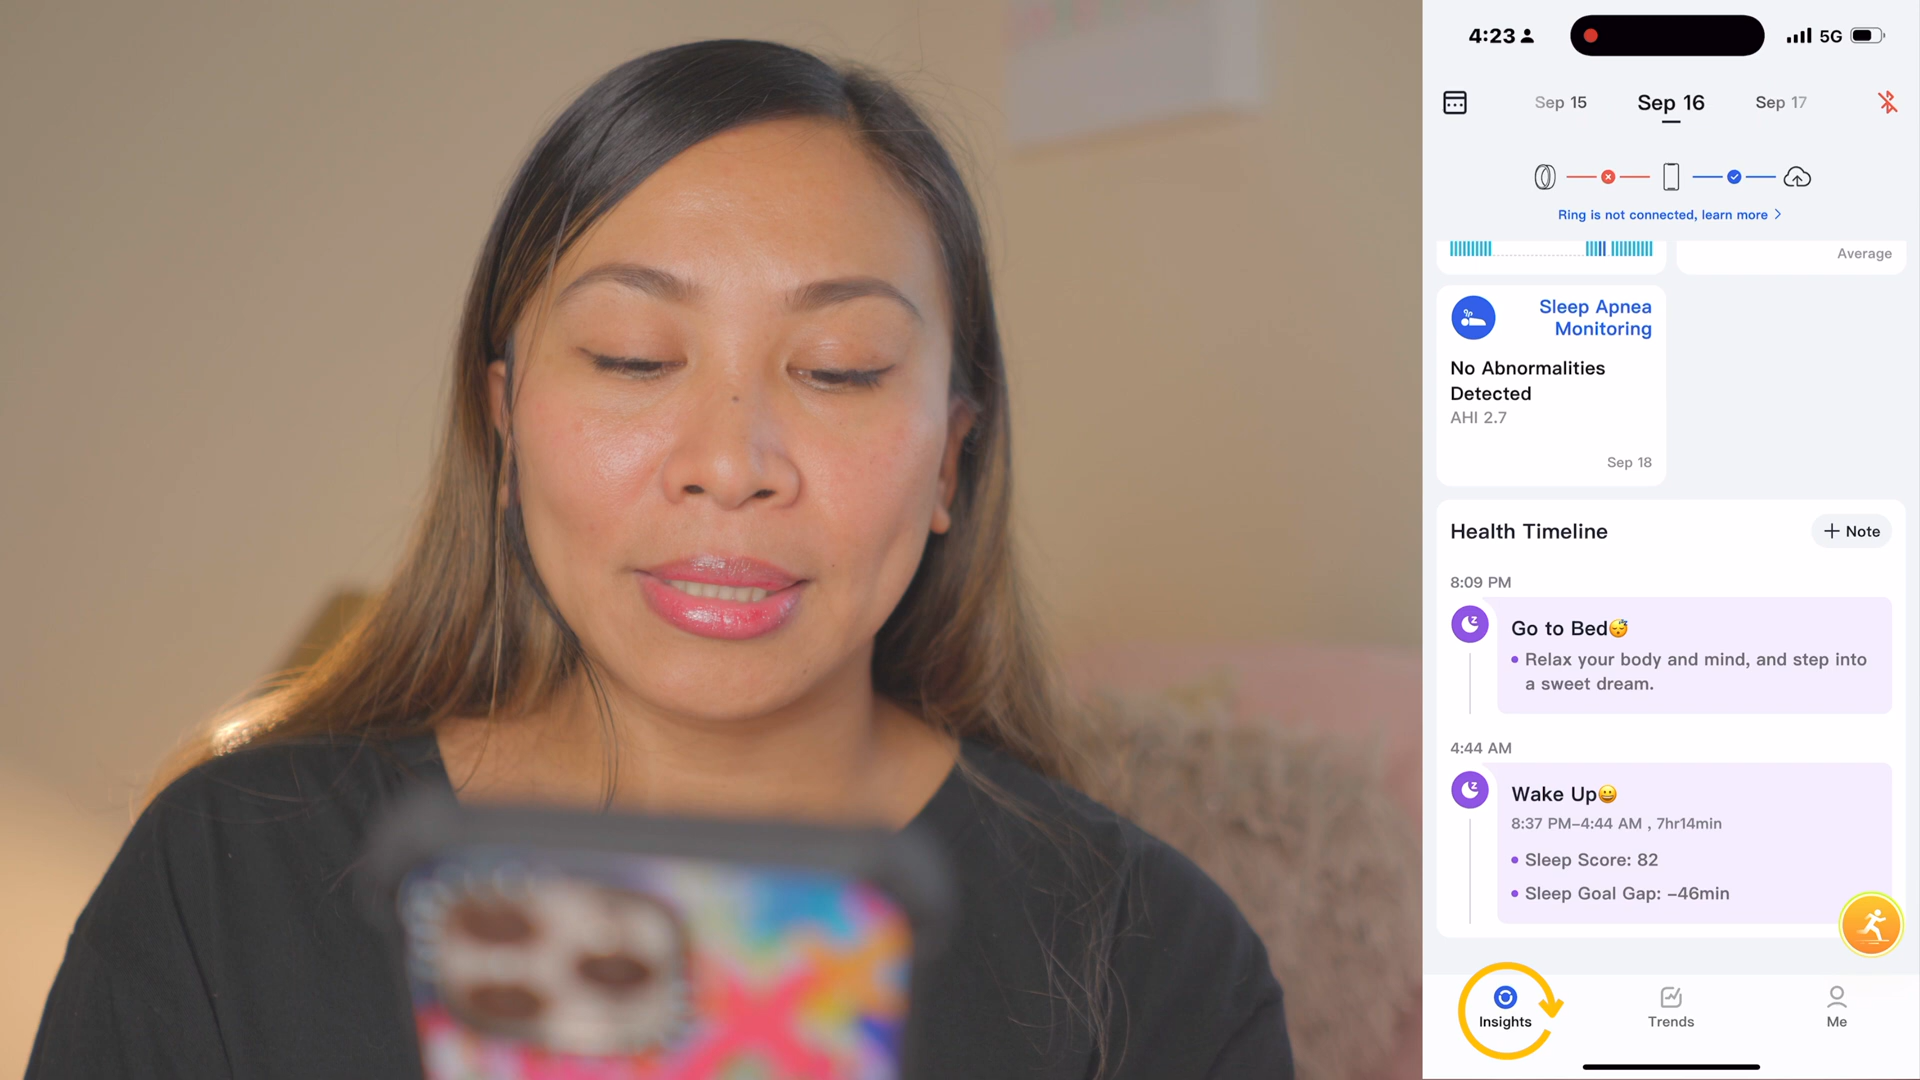 4:23
5G
Sep 15
Sep 16
Sep 17
Ring is not connected, learn more >
Average
Sleep Apnea
Monitoring
No Abnormalities
Detected
AHI 2.7
Sep 18
Health Timeline
+ Note
8:09 PM
Go to Bed😴
• Relax your body and mind, and step into
a sweet dream.
4:44 AM
Wake Up😀
8:37 PM–4:44 AM , 7hr14min
• Sleep Score: 82
• Sleep Goal Gap: −46min
Insights
Trends
Me